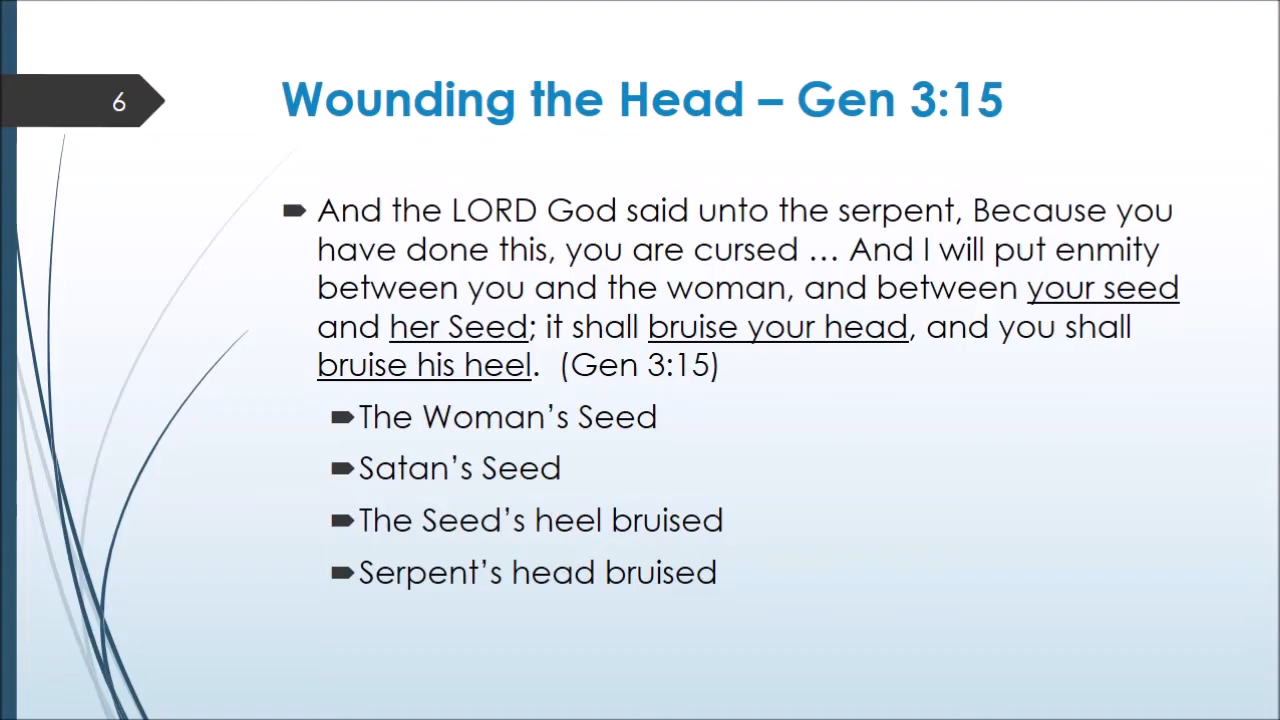 6
Wounding the Head – Gen 3:15
And the LORD God said unto the serpent, Because you
have done this, you are cursed … And I will put enmity
between you and the woman, and between your seed
and her Seed; it shall bruise your head, and you shall
bruise his heel.  (Gen 3:15)
The Woman’s Seed
Satan’s Seed
The Seed’s heel bruised
Serpent’s head bruised